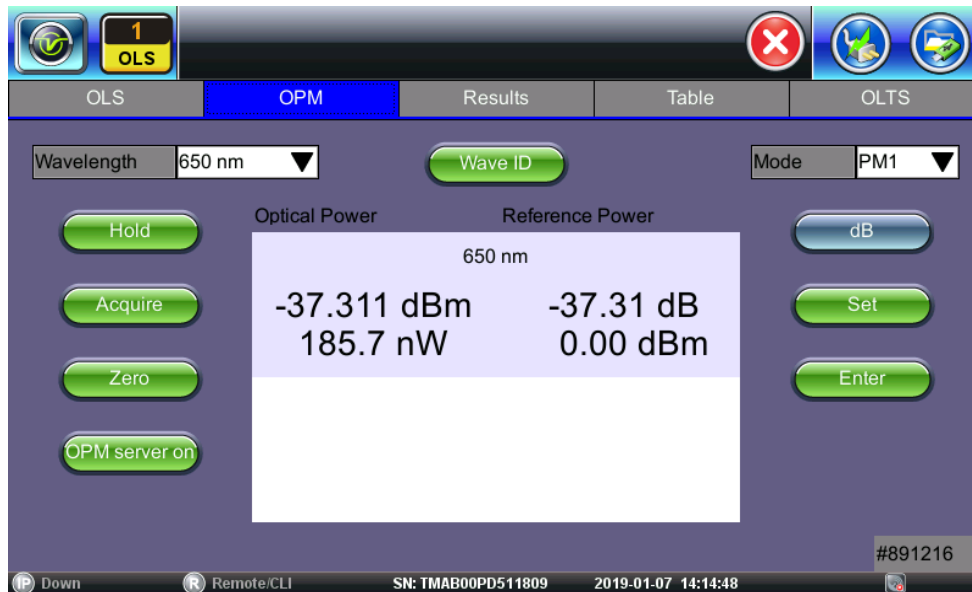 1
OLS
OLS OPM Results Table OLTS
Wavelength 650 nm Wave ID Mode PM1
Optical Power Reference Power
Hold dB
650 nm
Acquire -37.311 dBm -37.31 dB Set
185.7 nW 0.00 dBm
Zero Enter
OPM server on
#891216
IP Down R Remote/CLI SN: TMAB00PD511809 2019-01-07 14:14:48